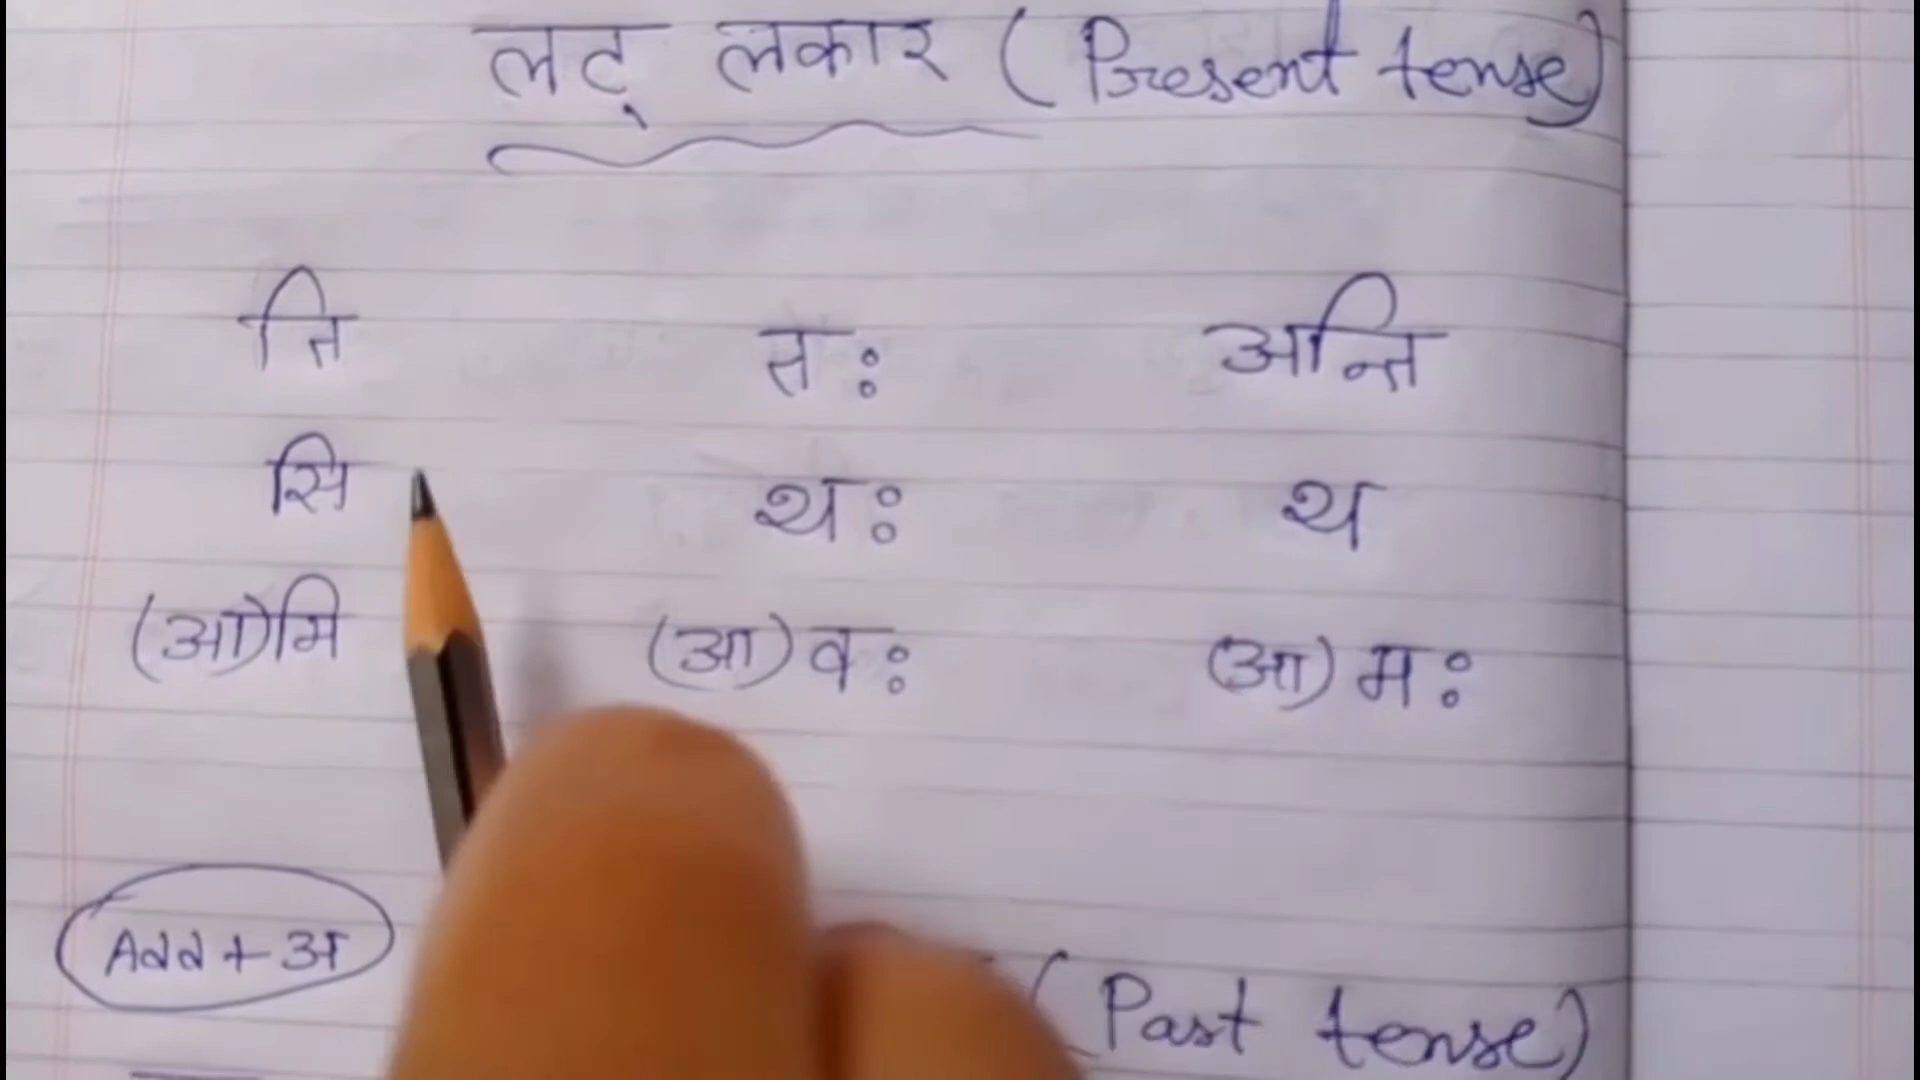 लट् लकार (Present tense)
ति तः अन्ति
सि थः थ
(आ)मि (आ)वः (आ)मः
Add + अ
(Past tense)